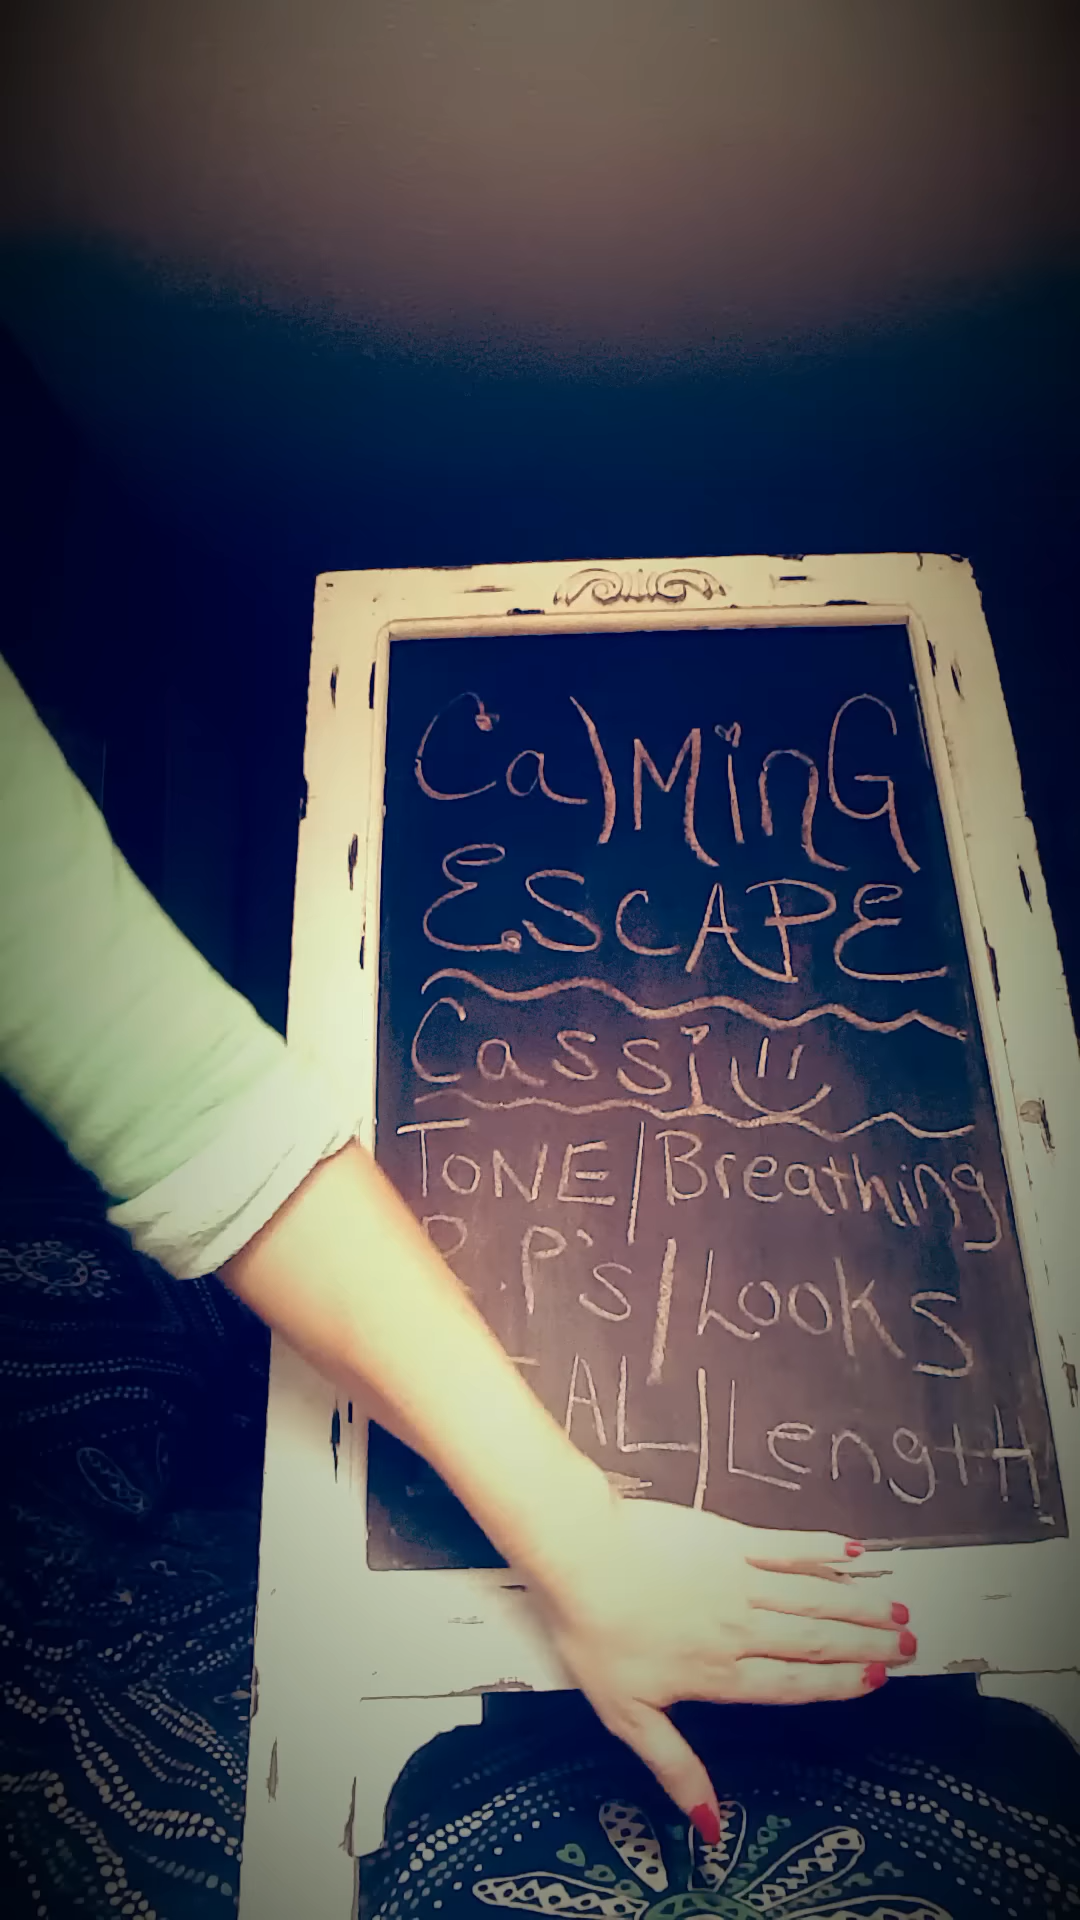 CalMinG
ESCAPE
Cassi
TONE/Breathing
P's/Looks
AL/LengtH